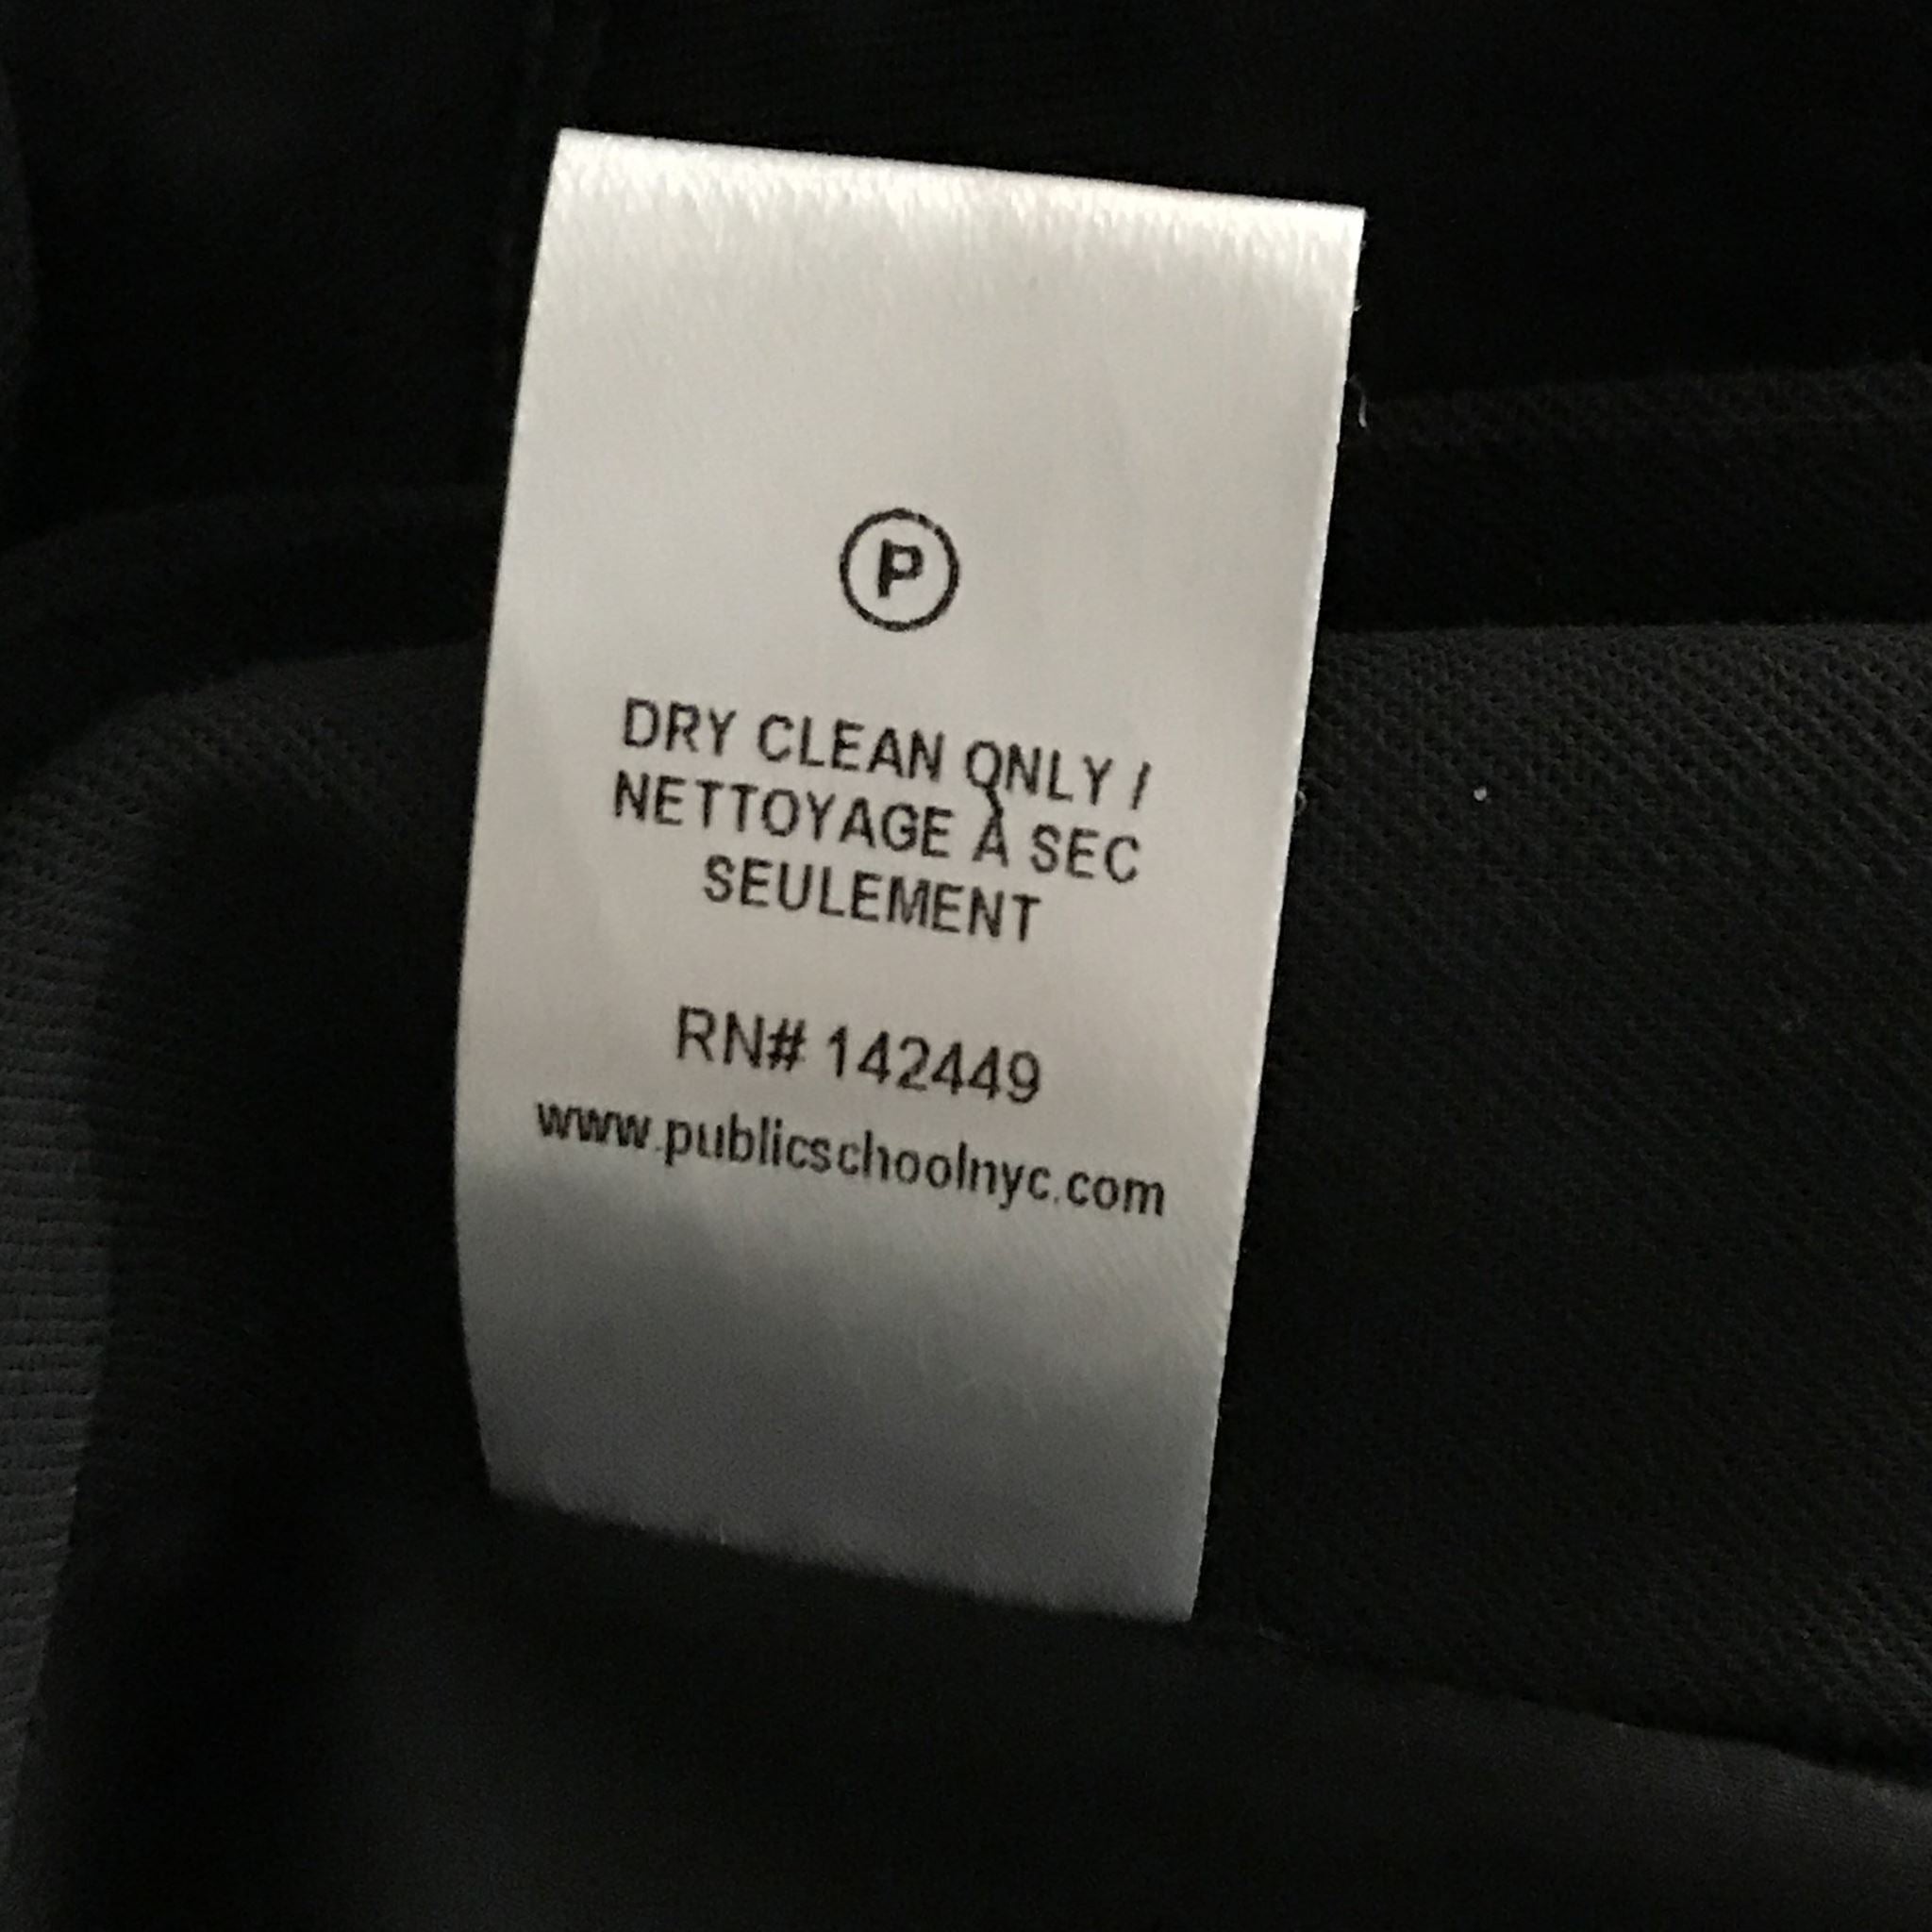 P
DRY CLEAN ONLY /
NETTOYAGE À SEC
SEULEMENT
RN# 142449
www.publicschoolnyc.com